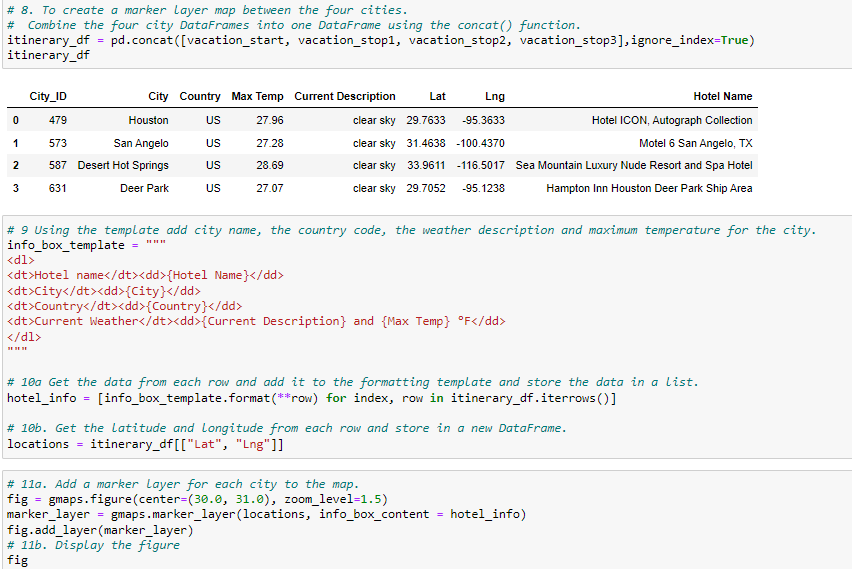 # 8. To create a marker layer map between the four cities.
#  Combine the four city DataFrames into one DataFrame using the concat() function.
itinerary_df = pd.concat([vacation_start, vacation_stop1, vacation_stop2, vacation_stop3],ignore_index=True)
itinerary_df
City_ID City Country Max Temp Current Description Lat Lng Hotel Name
0 479 Houston US 27.96 clear sky 29.7633 -95.3633 Hotel ICON, Autograph Collection
1 573 San Angelo US 27.28 clear sky 31.4638 -100.4370 Motel 6 San Angelo, TX
2 587 Desert Hot Springs US 28.69 clear sky 33.9611 -116.5017 Sea Mountain Luxury Nude Resort and Spa Hotel
3 631 Deer Park US 27.07 clear sky 29.7052 -95.1238 Hampton Inn Houston Deer Park Ship Area
# 9 Using the template add city name, the country code, the weather description and maximum temperature for the city.
info_box_template = """
<dl>
<dt>Hotel name</dt><dd>{Hotel Name}</dd>
<dt>City</dt><dd>{City}</dd>
<dt>Country</dt><dd>{Country}</dd>
<dt>Current Weather</dt><dd>{Current Description} and {Max Temp} °F</dd>
</dl>
"""
# 10a Get the data from each row and add it to the formatting template and store the data in a list.
hotel_info = [info_box_template.format(**row) for index, row in itinerary_df.iterrows()]
# 10b. Get the latitude and longitude from each row and store in a new DataFrame.
locations = itinerary_df[["Lat", "Lng"]]
# 11a. Add a marker layer for each city to the map.
fig = gmaps.figure(center=(30.0, 31.0), zoom_level=1.5)
marker_layer = gmaps.marker_layer(locations, info_box_content = hotel_info)
fig.add_layer(marker_layer)
# 11b. Display the figure
fig